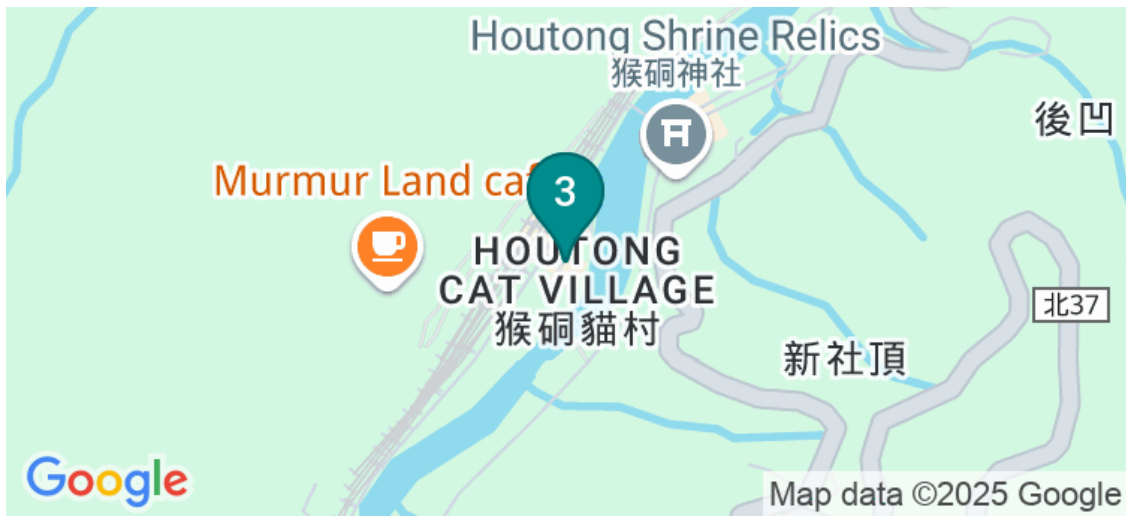 Houtong Shrine Relics
猴硐神社
後凹
Murmur Land caf
3
HOUTONG
CAT VILLAGE
猴硐貓村
北37
新社頂
Google
Map data ©2025 Google